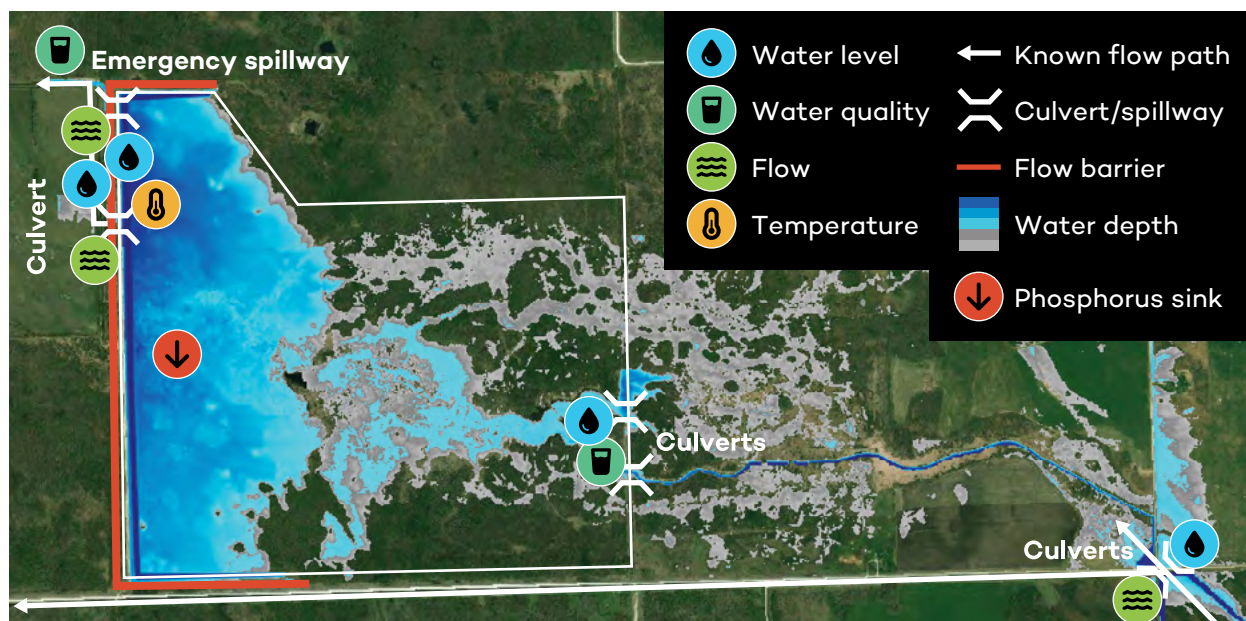 Emergency spillway
Culvert
Culverts
Culverts
Water level
Water quality
Flow
Temperature
Known flow path
Culvert/spillway
Flow barrier
Water depth
Phosphorus sink